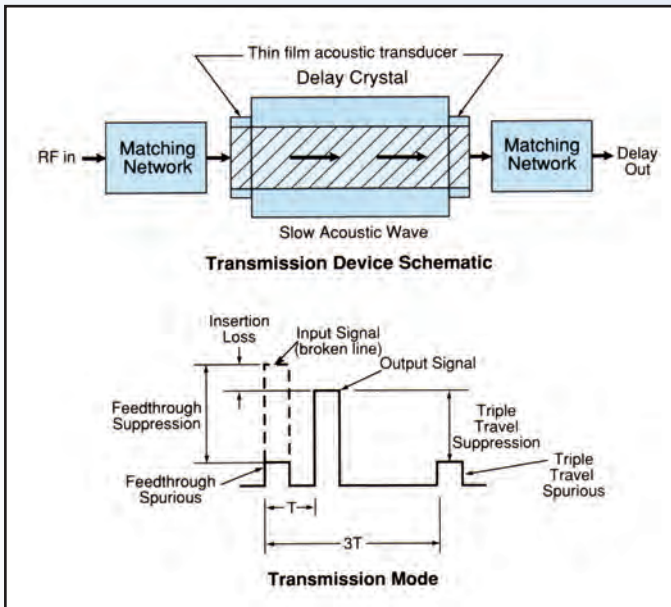 Thin film acoustic transducer
Delay Crystal
RF in
Matching
Network
Matching
Network
Delay
Out
Slow Acoustic Wave
Transmission Device Schematic
Insertion
Loss
Input Signal
(broken line)
Output Signal
Feedthrough
Suppression
Triple
Travel
Suppression
Feedthrough
Spurious
Triple
Travel
Spurious
T
3T
Transmission Mode